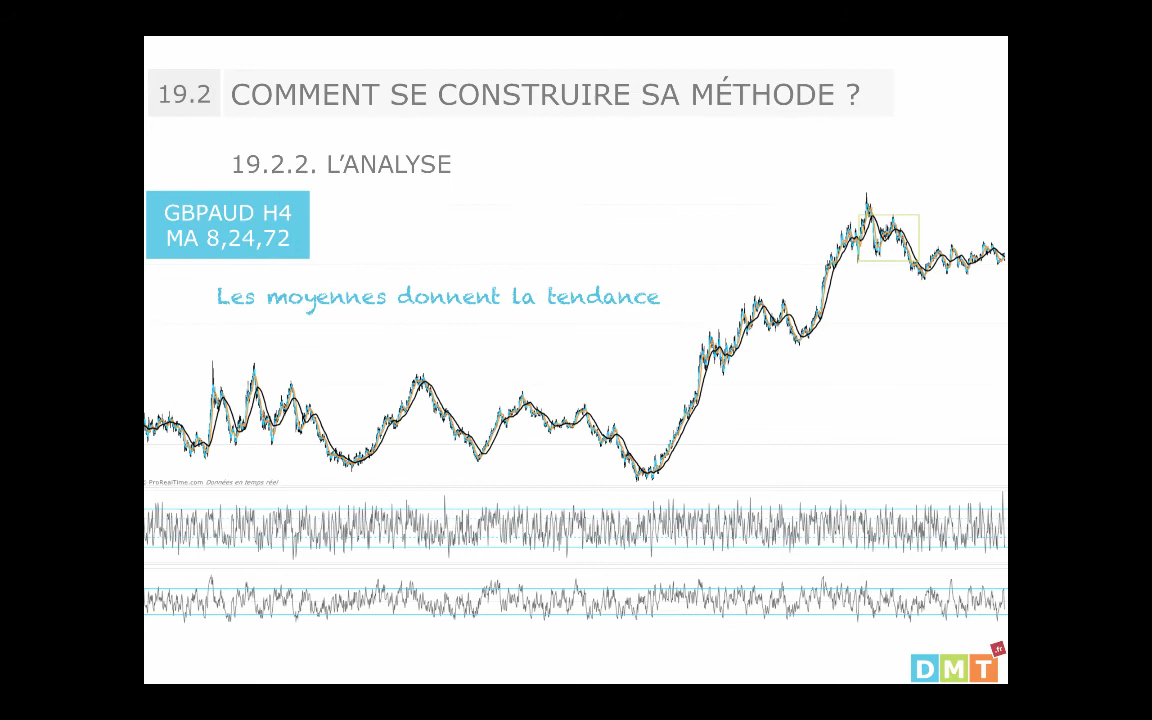 19.2 COMMENT SE CONSTRUIRE SA MÉTHODE ?
19.2.2. L’ANALYSE
GBPAUD H4
MA 8,24,72
Les moyennes donnent la tendance
© ProRealTime.com Données en temps réel
DMT.fr